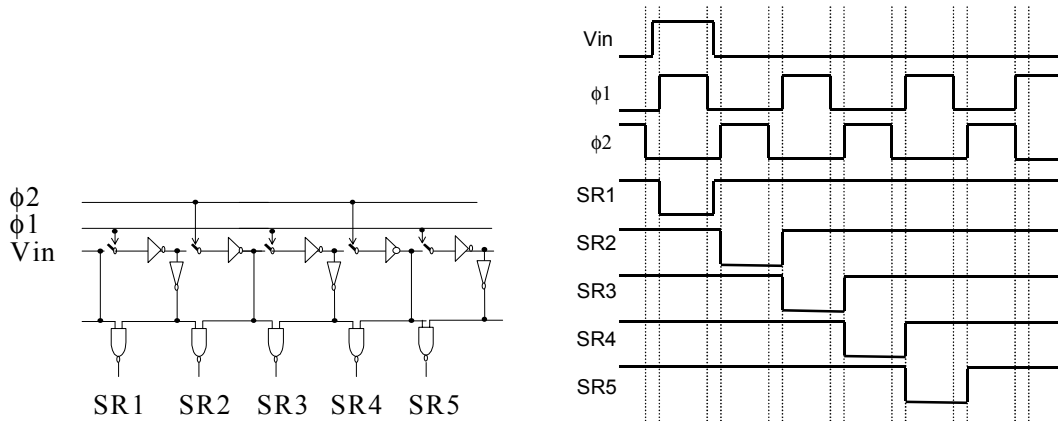 φ2
φ1
Vin
SR1 SR2 SR3 SR4 SR5
Vin
φ1
φ2
SR1
SR2
SR3
SR4
SR5